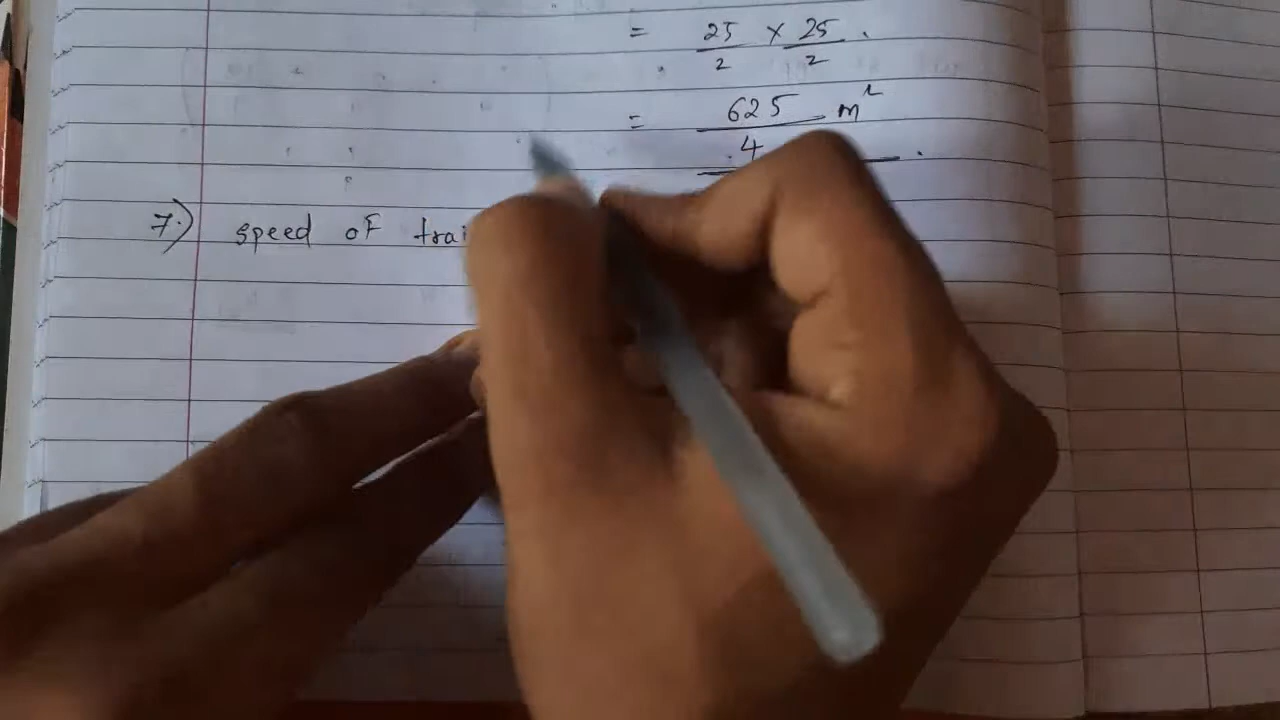 = 25/2 × 25/2 .
= 625/4 m² .
7.) speed of trai